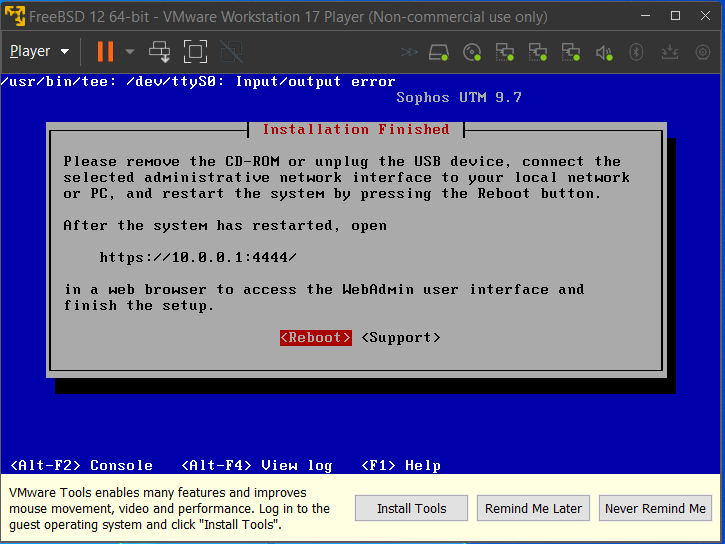 FreeBSD 12 64-bit - VMware Workstation 17 Player (Non-commercial use only)
Player
/usr/bin/tee: /dev/ttyS0: Input/output error
Sophos UTM 9.7
Installation Finished
Please remove the CD-ROM or unplug the USB device, connect the
selected administrative network interface to your local network
or PC, and restart the system by pressing the Reboot button.
After the system has restarted, open
https://10.0.0.1:4444/
in a web browser to access the WebAdmin user interface and
finish the setup.
<Reboot> <Support>
<Alt-F2> Console <Alt-F4> View log <F1> Help
VMware Tools enables many features and improves
mouse movement, video and performance. Log in to the
guest operating system and click "Install Tools".
Install Tools Remind Me Later Never Remind Me